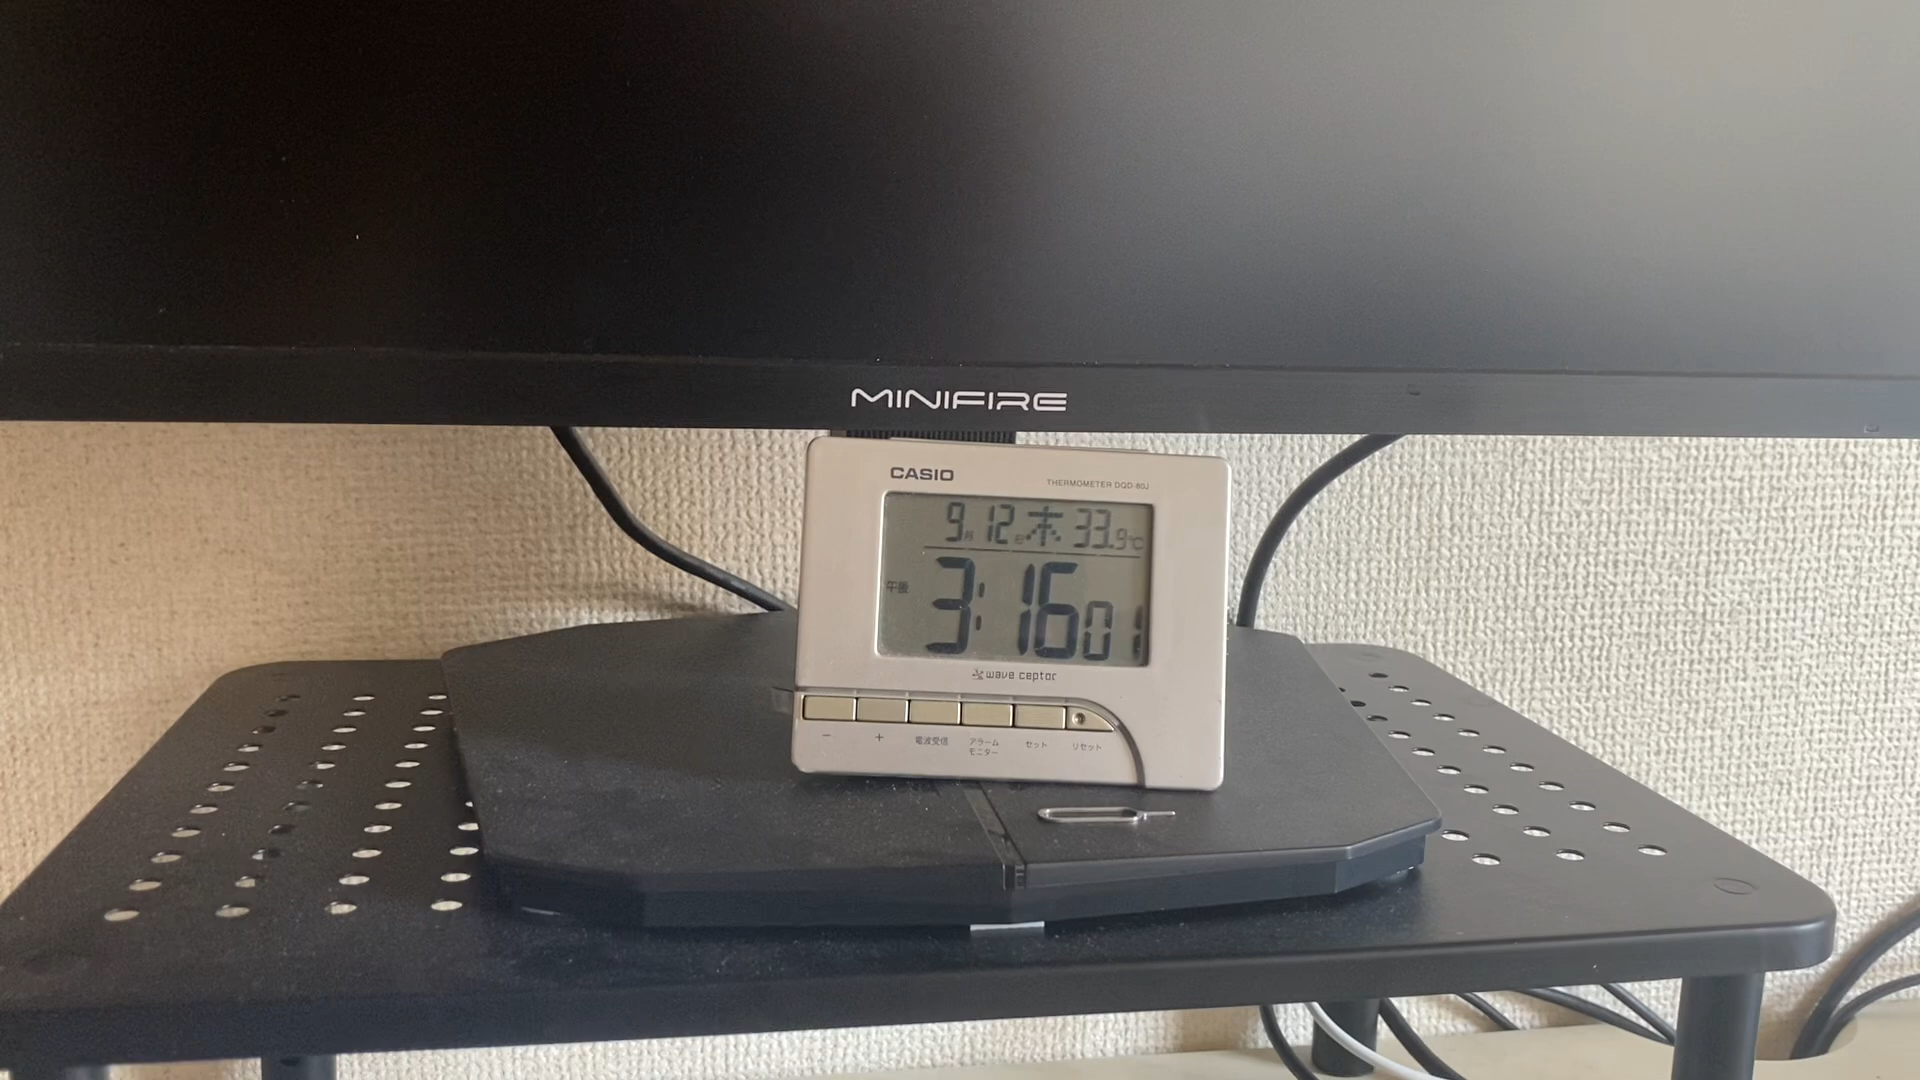 MINIFIRE
CASIO
THERMOMETER DQD-80J
9月 12日 木 33.9℃
午後 3:16 01
wave ceptor
− + 電波受信 アラームモニター セット リセット